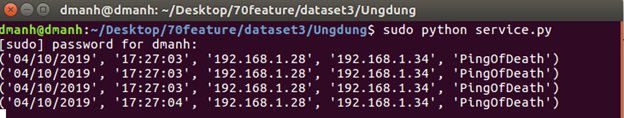 dmanh@dmanh: ~/Desktop/70feature/dataset3/Ungdung
dmanh@dmanh:~/Desktop/70feature/dataset3/Ungdung$ sudo python service.py
[sudo] password for dmanh:
('04/10/2019', '17:27:03', '192.168.1.28', '192.168.1.34', 'PingOfDeath')
('04/10/2019', '17:27:03', '192.168.1.28', '192.168.1.34', 'PingOfDeath')
('04/10/2019', '17:27:03', '192.168.1.28', '192.168.1.34', 'PingOfDeath')
('04/10/2019', '17:27:04', '192.168.1.28', '192.168.1.34', 'PingOfDeath')